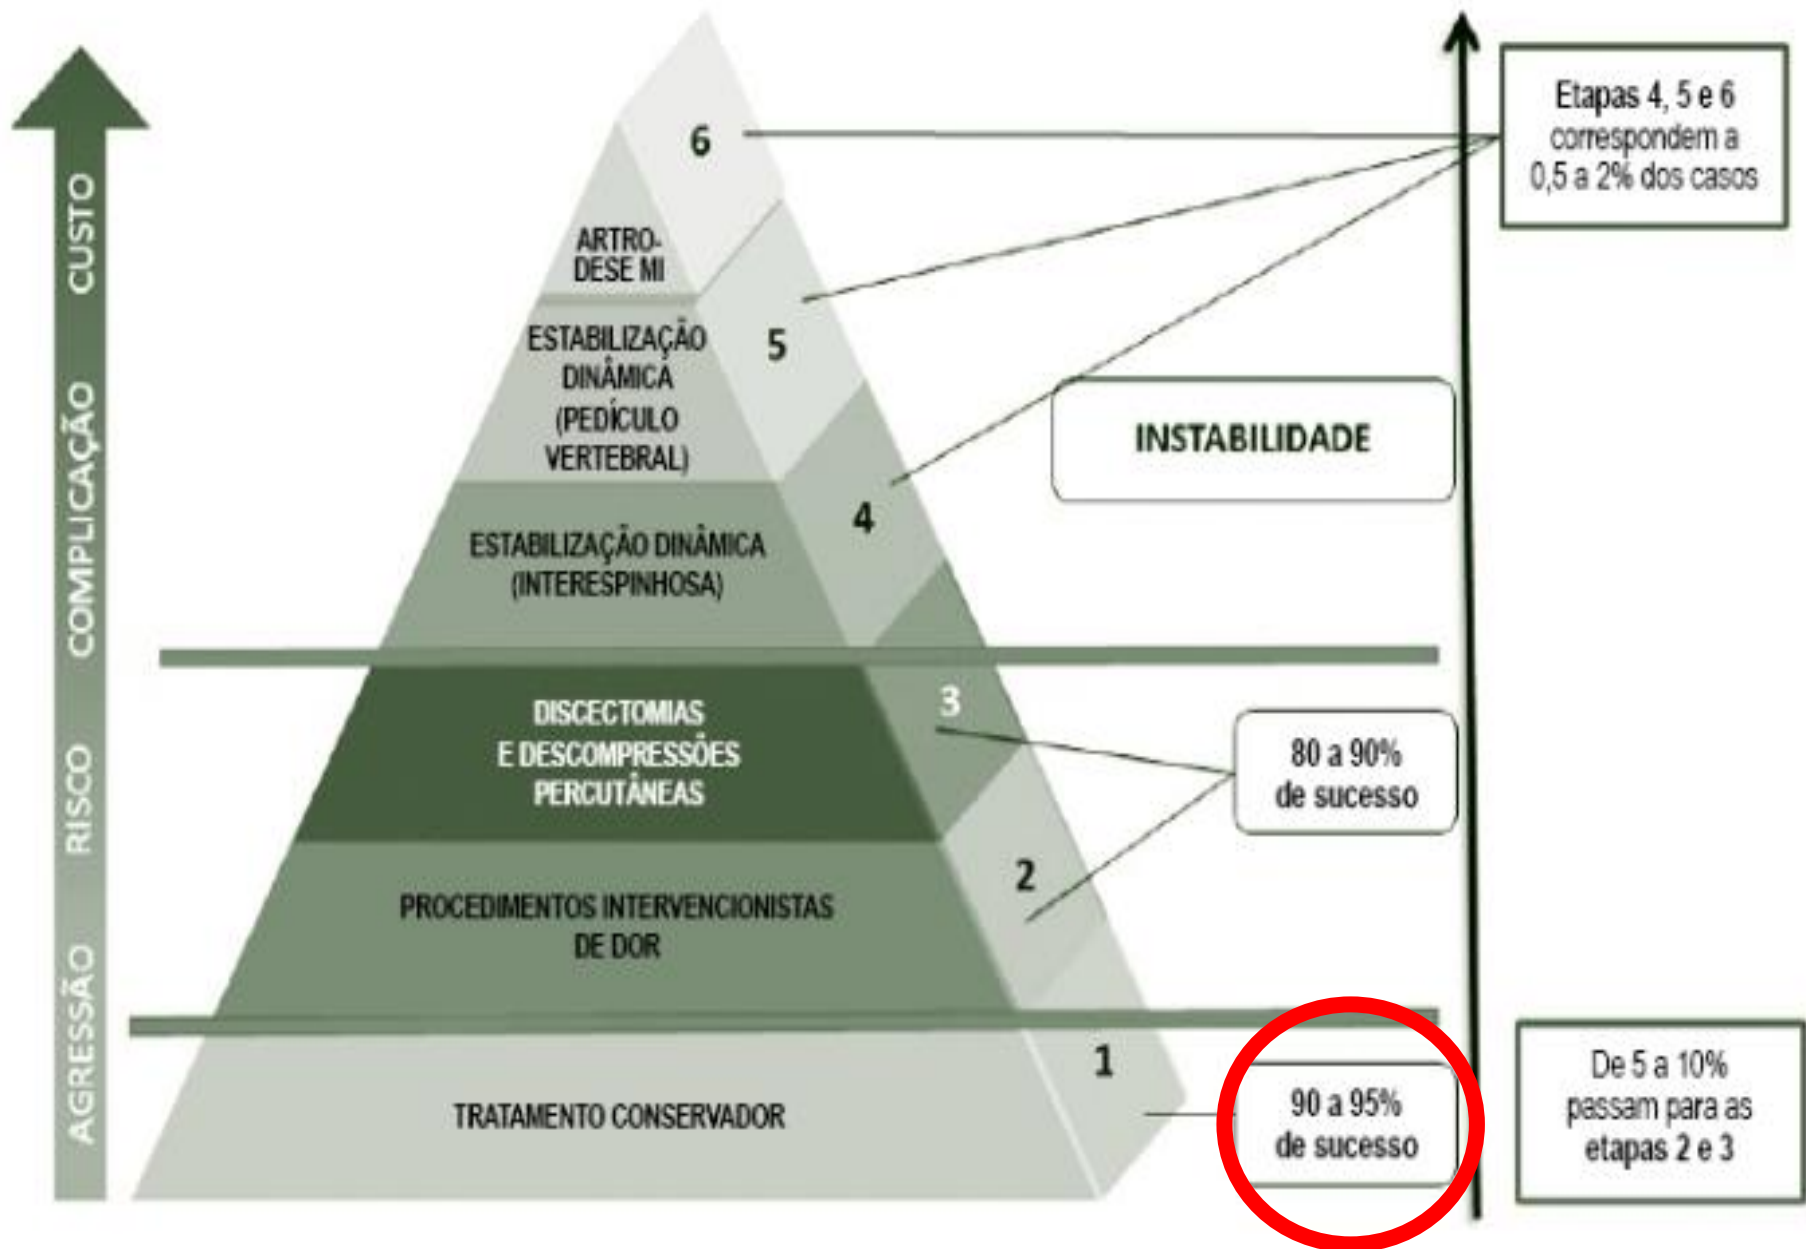 CUSTO
COMPLICAÇÃO
RISCO
AGRESSÃO
6
ARTRO-
DESE MI
5
ESTABILIZAÇÃO
DINÂMICA
(PEDÍCULO
VERTEBRAL)
4
ESTABILIZAÇÃO DINÂMICA
(INTERESPINHOSA)
3
DISCECTOMIAS
E DESCOMPRESSÕES
PERCUTÂNEAS
2
PROCEDIMENTOS INTERVENCIONISTAS
DE DOR
1
TRATAMENTO CONSERVADOR
Etapas 4, 5 e 6
correspondem a
0,5 a 2% dos casos
INSTABILIDADE
80 a 90%
de sucesso
90 a 95%
de sucesso
De 5 a 10%
passam para as
etapas 2 e 3